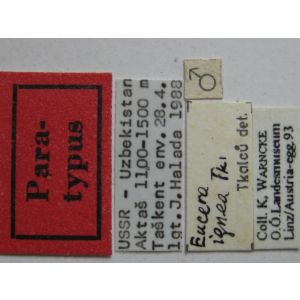 Para-
typus
USSR - Uzbekistan
Aktaš 1100-1500 m
Taškent env. 28.4.
lgt. J. Halada 1988
♂
Eucera
ignea Tkl
Tkalců det.
Coll. K. WARNCKE
O.Ö. Landesmuseum
Linz/Austria-egg 93